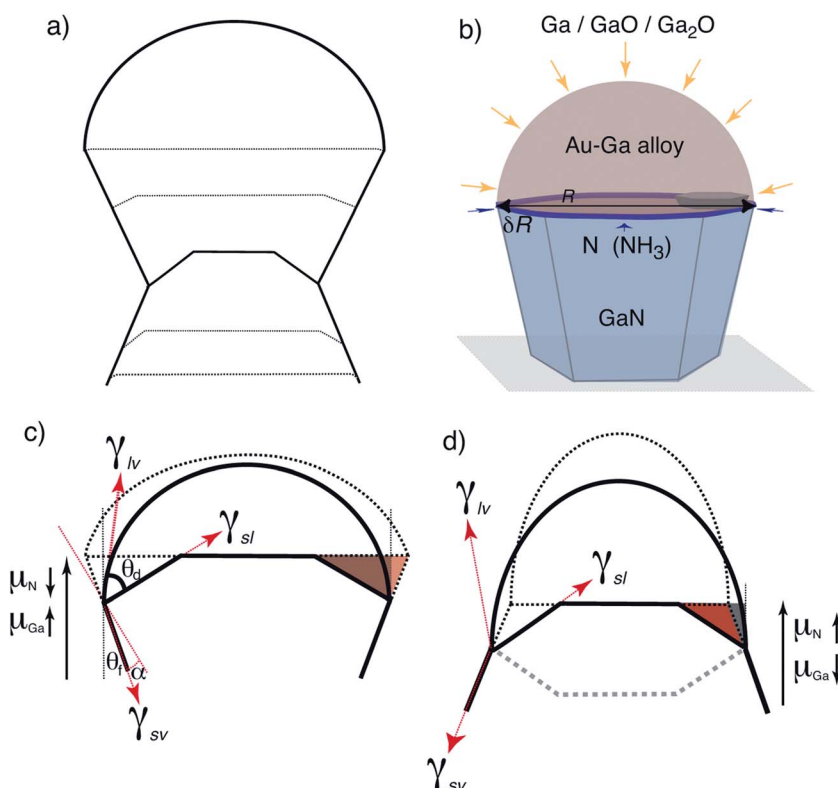 a)
b)
Ga / GaO / Ga₂O
Au-Ga alloy
R
δR
N (NH₃)
GaN
c)
γlv
γsl
θd
μN ↓
μGa ↑
θf
α
γsv
d)
γlv
γsl
μN ↑
μGa ↓
γsv